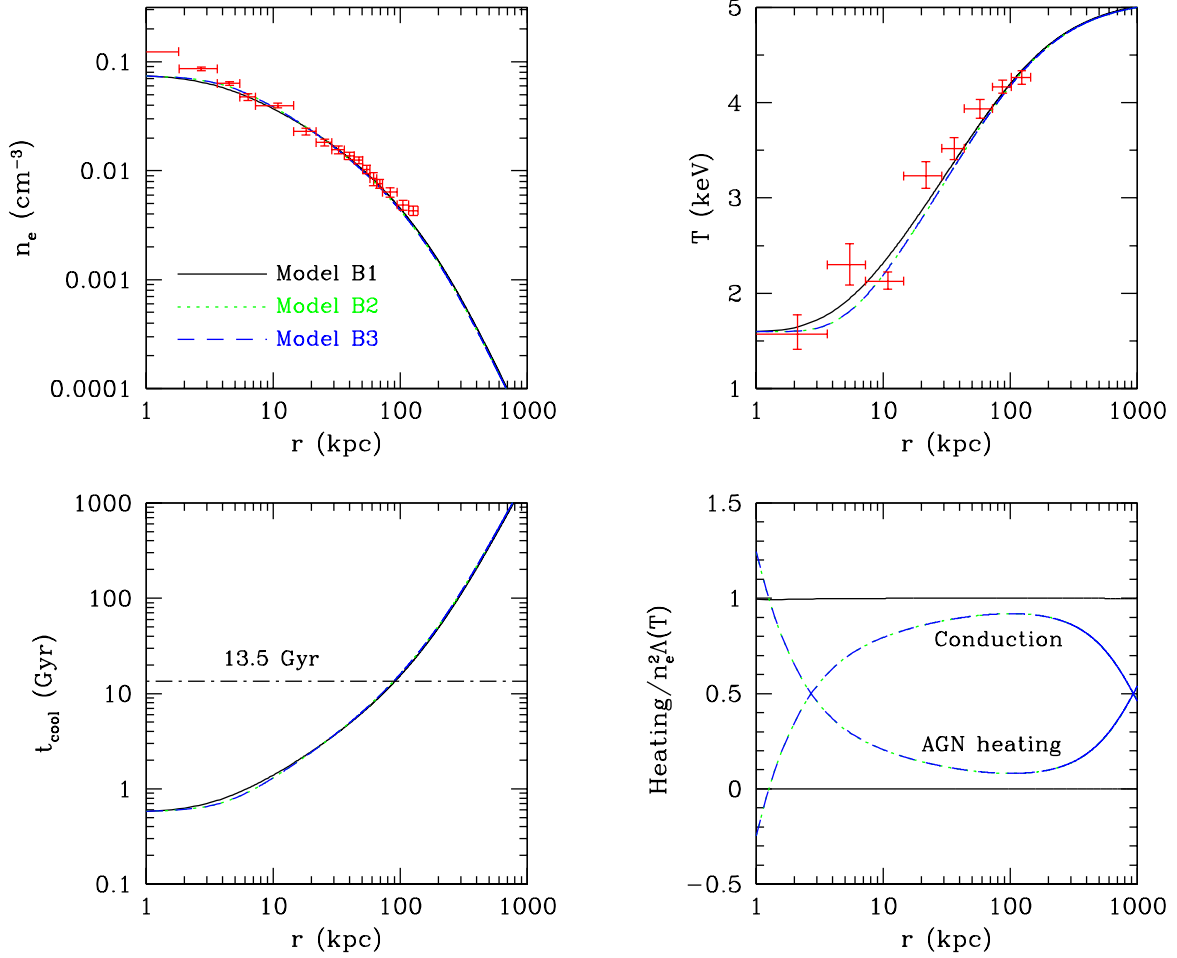 0.1
0.01
0.001
0.0001
n_e (cm⁻³)
Model B1
Model B2
Model B3
1 10 100 1000
r (kpc)
5
4
3
2
1
T (keV)
1 10 100 1000
r (kpc)
1000
100
10
1
0.1
t_cool (Gyr)
13.5 Gyr
1 10 100 1000
r (kpc)
1.5
1
0.5
0
−0.5
Heating/n_e²Λ(T)
Conduction
AGN heating
1 10 100 1000
r (kpc)